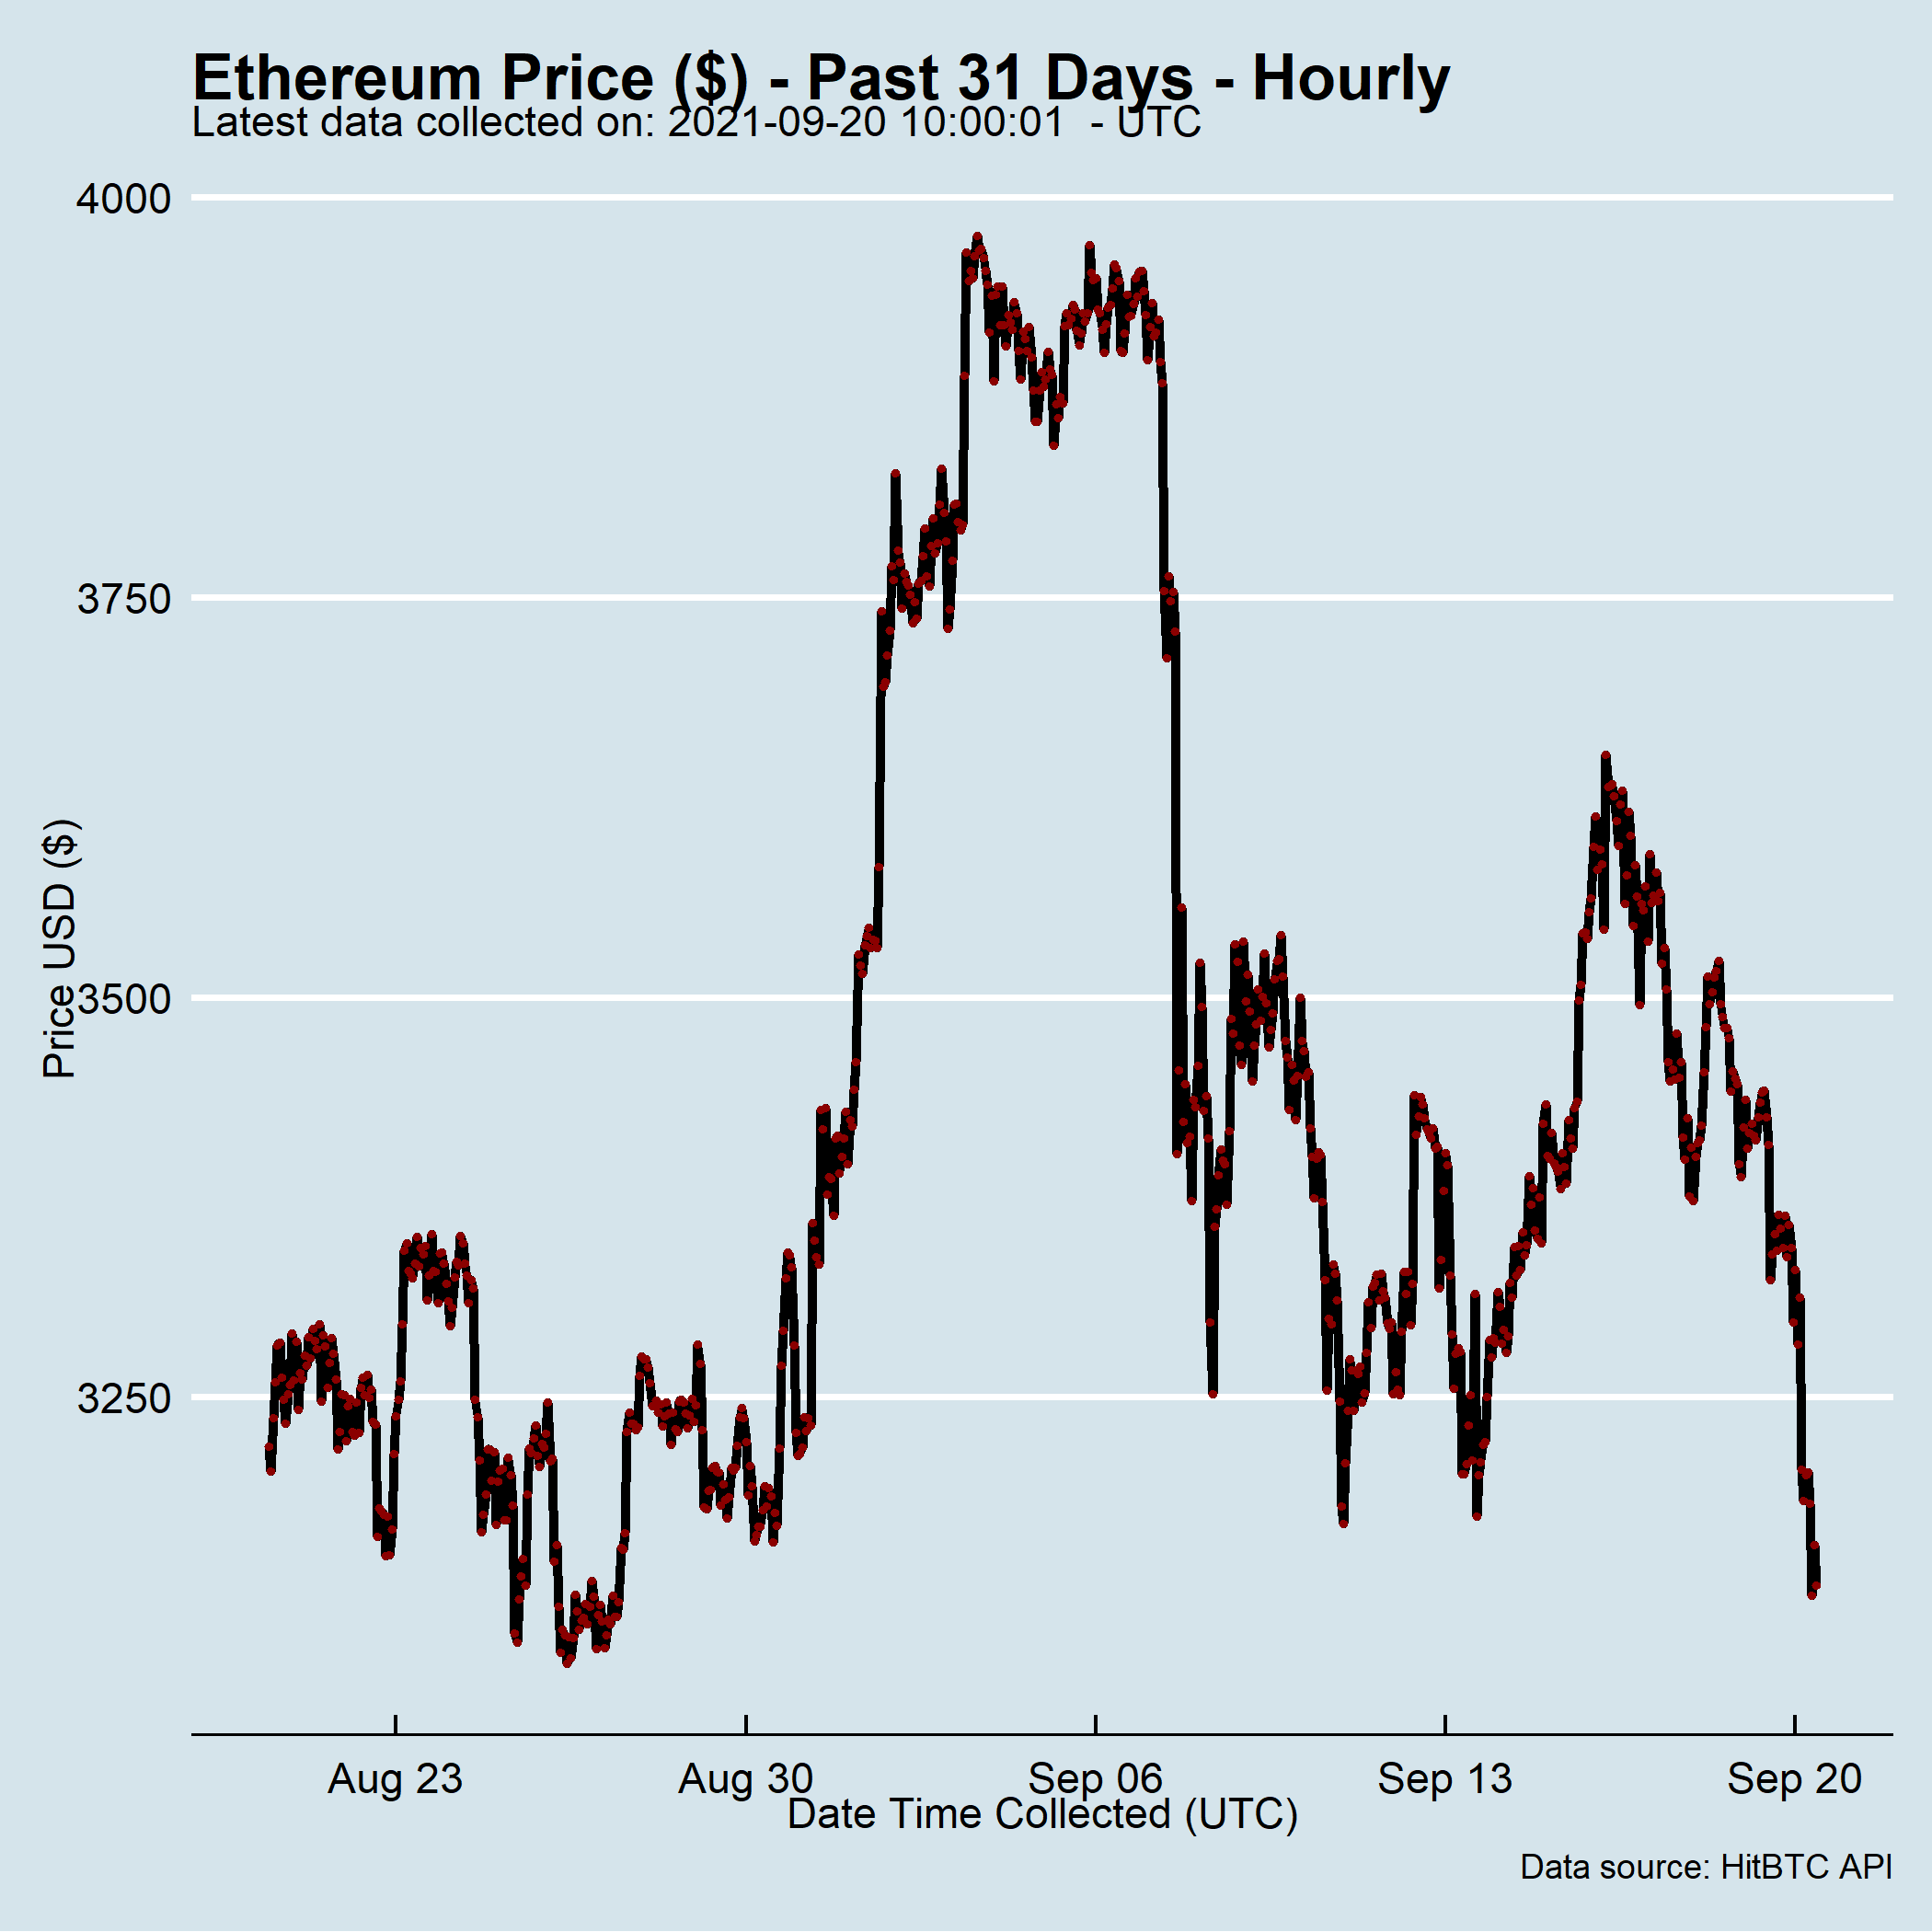 Ethereum Price ($) - Past 31 Days - Hourly
Latest data collected on: 2021-09-20 10:00:01  - UTC
4000
3750
3500
3250
Price USD ($)
Aug 23
Aug 30
Sep 06
Sep 13
Sep 20
Date Time Collected (UTC)
Data source: HitBTC API